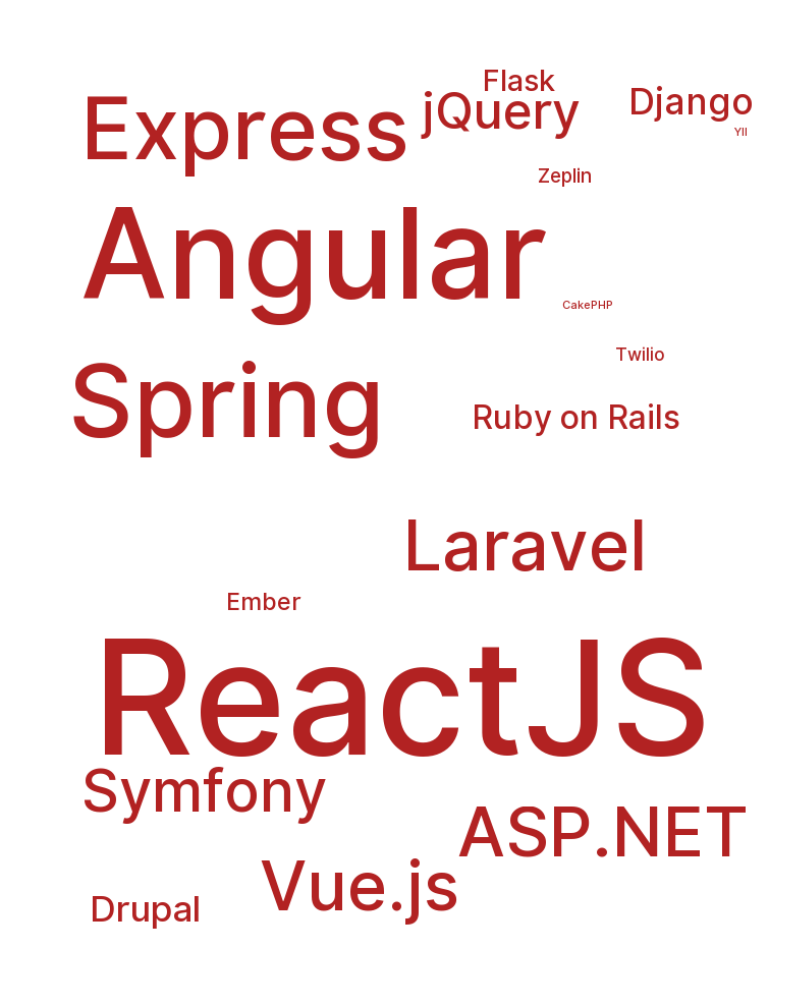 Flask
Express
jQuery
Django
YII
Zeplin
Angular
CakePHP
Twilio
Spring
Ruby on Rails
Laravel
Ember
ReactJS
Symfony
ASP.NET
Vue.js
Drupal